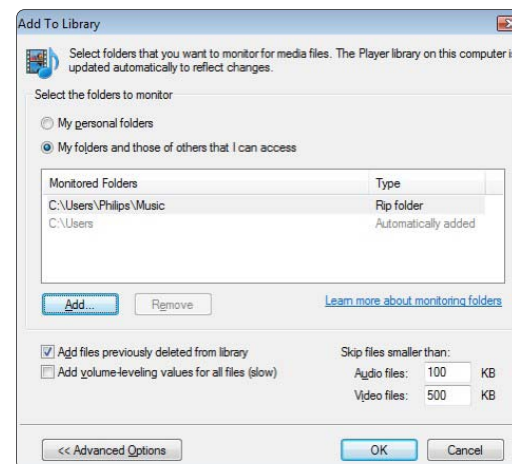 Add To Library
Select folders that you want to monitor for media files. The Player library on this computer i
updated automatically to reflect changes.
Select the folders to monitor
My personal folders
My folders and those of others that I can access
Monitored Folders Type
C:\Users\Philips\Music Rip folder
C:\Users Automatically added
Add... Remove Learn more about monitoring folders
Add files previously deleted from library Skip files smaller than:
Add volume-leveling values for all files (slow) Audio files: 100 KB
Video files: 500 KB
<< Advanced Options OK Cancel